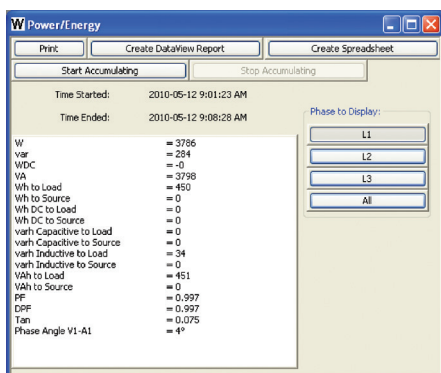 W Power/Energy
Print Create DataView Report Create Spreadsheet
Start Accumulating Stop Accumulating
Time Started: 2010-05-12 9:01:23 AM
Time Ended: 2010-05-12 9:08:28 AM
Phase to Display:
L1
L2
L3
All
W = 3786
var = 284
WDC = -0
VA = 3798
Wh to Load = 450
Wh to Source = 0
Wh DC to Load = 0
Wh DC to Source = 0
varh Capacitive to Load = 0
varh Capacitive to Source = 0
varh Inductive to Load = 34
varh Inductive to Source = 0
VAh to Load = 451
VAh to Source = 0
PF = 0.997
DPF = 0.997
Tan = 0.075
Phase Angle V1-A1 = 4°